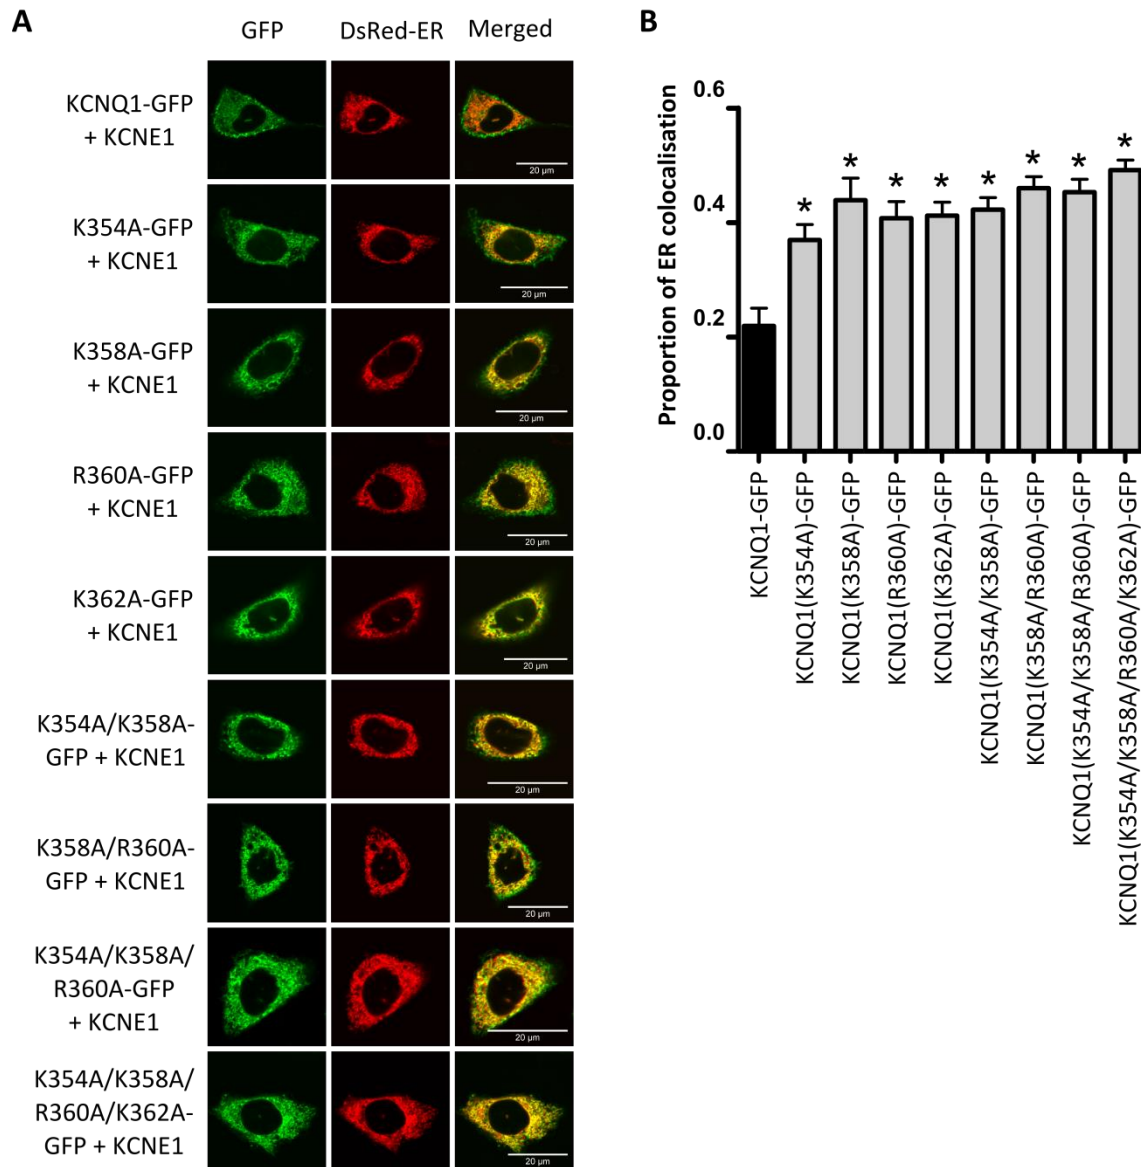 A
GFP
DsRed-ER
Merged
KCNQ1-GFP
+ KCNE1
20 µm
K354A-GFP
+ KCNE1
20 µm
K358A-GFP
+ KCNE1
20 µm
R360A-GFP
+ KCNE1
20 µm
K362A-GFP
+ KCNE1
20 µm
K354A/K358A-
GFP + KCNE1
20 µm
K358A/R360A-
GFP + KCNE1
20 µm
K354A/K358A/
R360A-GFP
+ KCNE1
20 µm
K354A/K358A/
R360A/K362A-
GFP + KCNE1
20 µm
B
Proportion of ER colocalisation
0.6
0.4
0.2
0.0
*
*
*
*
*
*
*
*
KCNQ1-GFP
KCNQ1(K354A)-GFP
KCNQ1(K358A)-GFP
KCNQ1(R360A)-GFP
KCNQ1(K362A)-GFP
KCNQ1(K354A/K358A)-GFP
KCNQ1(K358A/R360A)-GFP
KCNQ1(K354A/K358A/R360A)-GFP
KCNQ1(K354A/K358A/R360A/K362A)-GFP